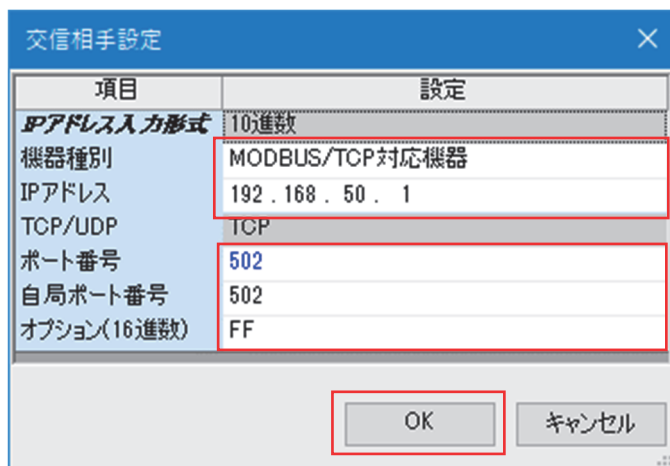 交信相手設定
項目 設定
IPアドレス入力形式 10進数
機器種別 MODBUS/TCP対応機器
IPアドレス 192 . 168 . 50 . 1
TCP/UDP TCP
ポート番号 502
自局ポート番号 502
オプション(16進数) FF
OK キャンセル